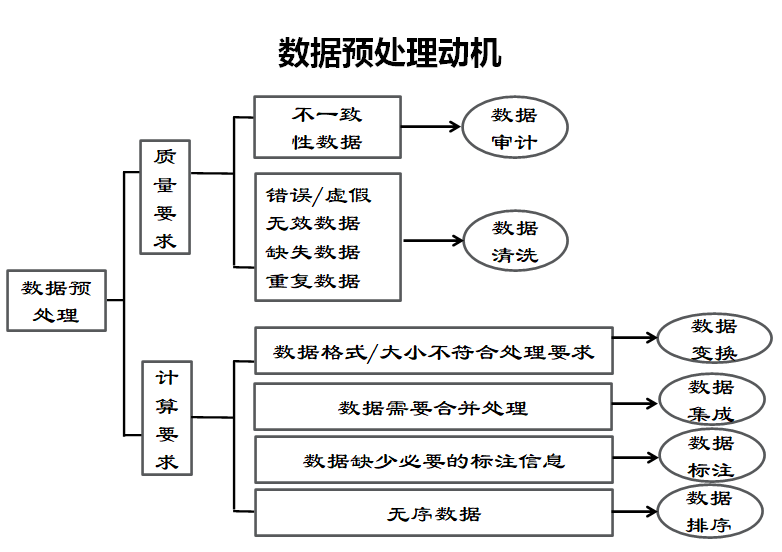 数据预处理动机
数据预
处理
质
量
要
求
不一致
性数据
数据
审计
错误/虚假
无效数据
缺失数据
重复数据
数据
清洗
计
算
要
求
数据格式/大小不符合处理要求
数据
变换
数据需要合并处理
数据
集成
数据缺少必要的标注信息
数据
标注
无序数据
数据
排序